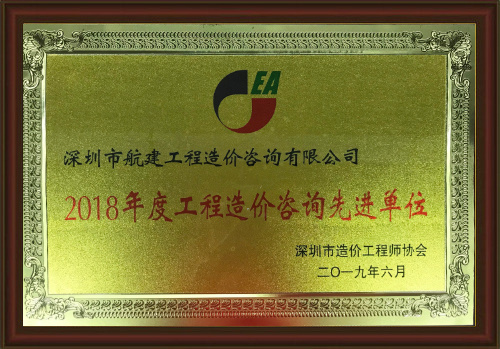 EA
深圳市航建工程造价咨询有限公司
2018年度工程造价咨询先进单位
深圳市造价工程师协会
二〇一九年六月